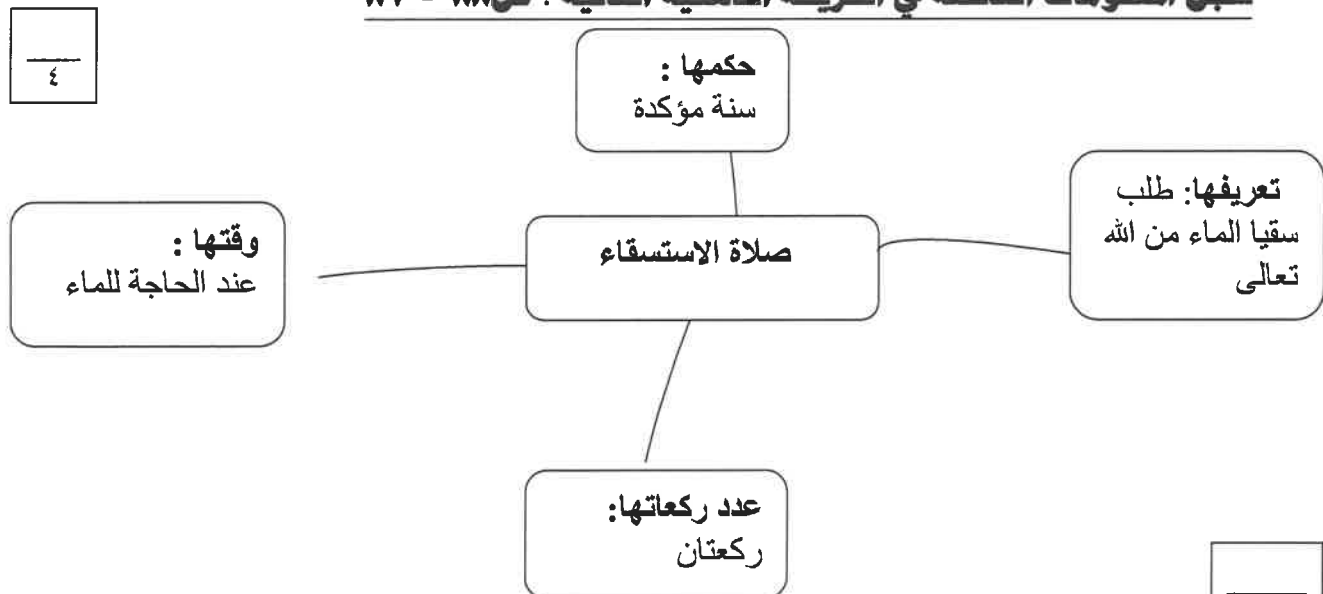 ٤
حكمها :
سنة مؤكدة
تعريفها: طلب
سقيا الماء من الله
تعالى
صلاة الاستسقاء
وقتها :
عند الحاجة للماء
عدد ركعاتها:
ركعتان